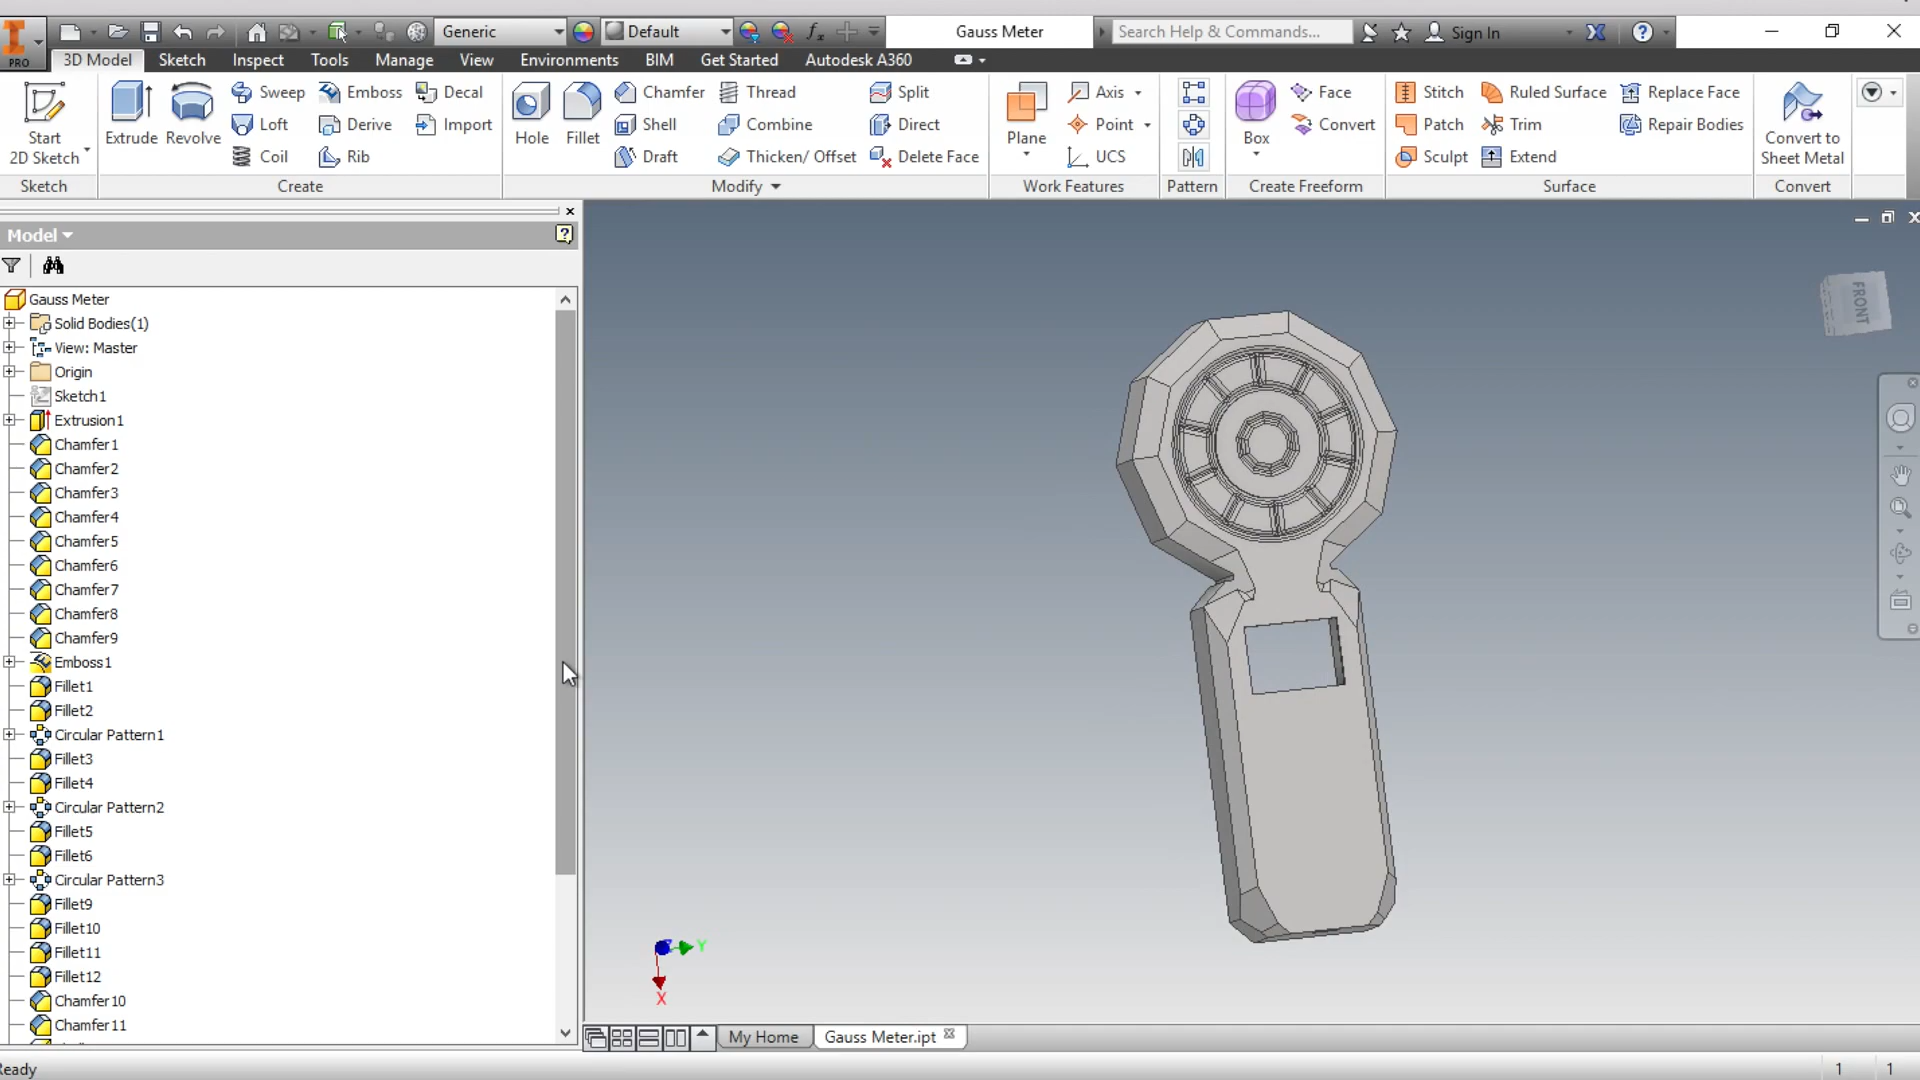 Generic
Default
Gauss Meter
Search Help & Commands...
Sign In
PRO
3D Model
Sketch
Inspect
Tools
Manage
View
Environments
BIM
Get Started
Autodesk A360
Start
2D Sketch
Extrude
Revolve
Sweep
Emboss
Decal
Loft
Derive
Import
Coil
Rib
Hole
Fillet
Chamfer
Thread
Split
Shell
Combine
Direct
Draft
Thicken/ Offset
Delete Face
Plane
Axis
Point
UCS
Box
Face
Convert
Stitch
Ruled Surface
Replace Face
Patch
Trim
Repair Bodies
Sculpt
Extend
Convert to
Sheet Metal
Sketch
Create
Modify
Work Features
Pattern
Create Freeform
Surface
Convert
Model
Gauss Meter
Solid Bodies(1)
View: Master
Origin
Sketch1
Extrusion1
Chamfer1
Chamfer2
Chamfer3
Chamfer4
Chamfer5
Chamfer6
Chamfer7
Chamfer8
Chamfer9
Emboss1
Fillet1
Fillet2
Circular Pattern1
Fillet3
Fillet4
Circular Pattern2
Fillet5
Fillet6
Circular Pattern3
Fillet9
Fillet10
Fillet11
Fillet12
Chamfer10
Chamfer11
FRONT
Y
X
My Home
Gauss Meter.ipt
Ready
1
1